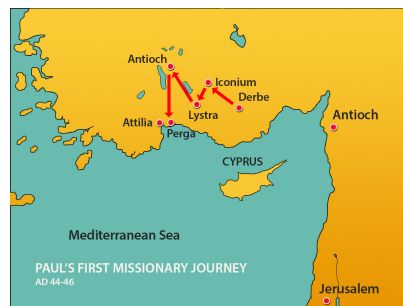 Antioch
Iconium
Derbe
Lystra
Attilia
Perga
Antioch
CYPRUS
Mediterranean Sea
PAUL'S FIRST MISSIONARY JOURNEY
AD 44-46
Jerusalem